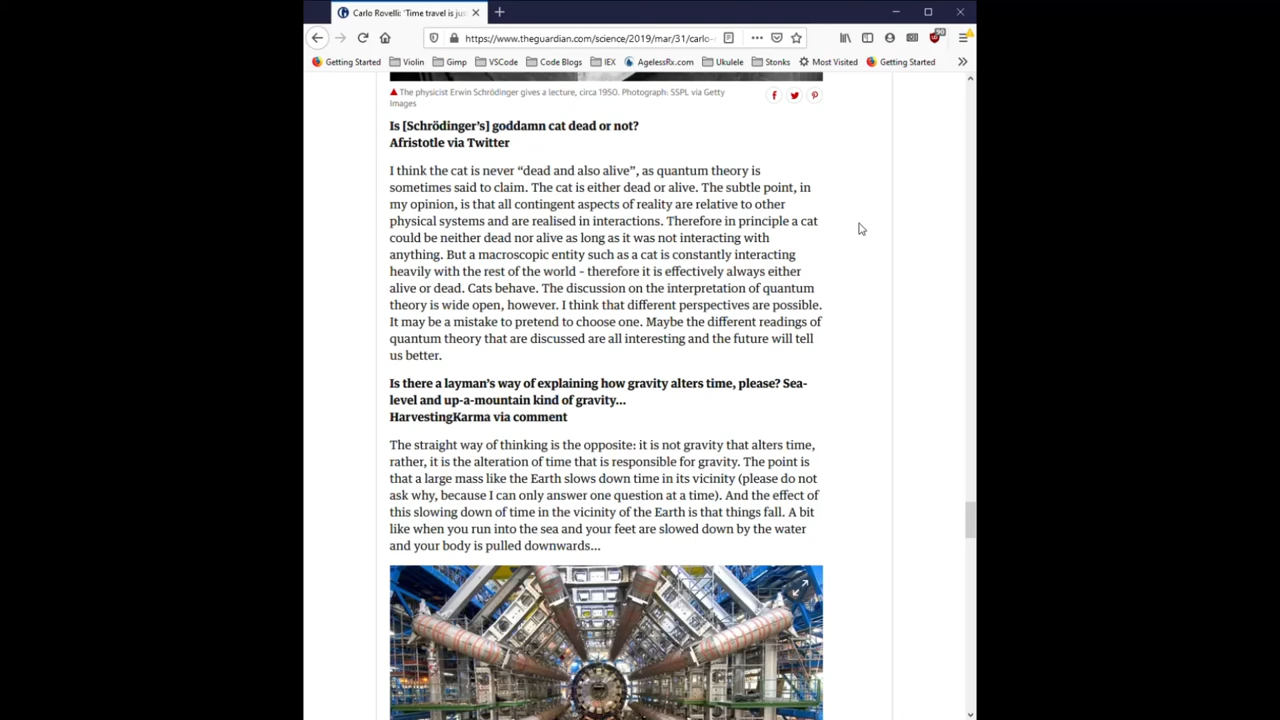 Carlo Rovelli: 'Time travel is jus
https://www.theguardian.com/science/2019/mar/31/carlo-
90
Getting Started Violin Gimp VSCode Code Blogs IEX AgelessRx.com Ukulele Stonks Most Visited Getting Started
The physicist Erwin Schrödinger gives a lecture, circa 1950. Photograph: SSPL via Getty
Images
Is [Schrödinger's] goddamn cat dead or not?
Afristotle via Twitter
I think the cat is never “dead and also alive”, as quantum theory is
sometimes said to claim. The cat is either dead or alive. The subtle point, in
my opinion, is that all contingent aspects of reality are relative to other
physical systems and are realised in interactions. Therefore in principle a cat
could be neither dead nor alive as long as it was not interacting with
anything. But a macroscopic entity such as a cat is constantly interacting
heavily with the rest of the world – therefore it is effectively always either
alive or dead. Cats behave. The discussion on the interpretation of quantum
theory is wide open, however. I think that different perspectives are possible.
It may be a mistake to pretend to choose one. Maybe the different readings of
quantum theory that are discussed are all interesting and the future will tell
us better.
Is there a layman's way of explaining how gravity alters time, please? Sea-
level and up-a-mountain kind of gravity…
HarvestingKarma via comment
The straight way of thinking is the opposite: it is not gravity that alters time,
rather, it is the alteration of time that is responsible for gravity. The point is
that a large mass like the Earth slows down time in its vicinity (please do not
ask why, because I can only answer one question at a time). And the effect of
this slowing down of time in the vicinity of the Earth is that things fall. A bit
like when you run into the sea and your feet are slowed down by the water
and your body is pulled downwards…